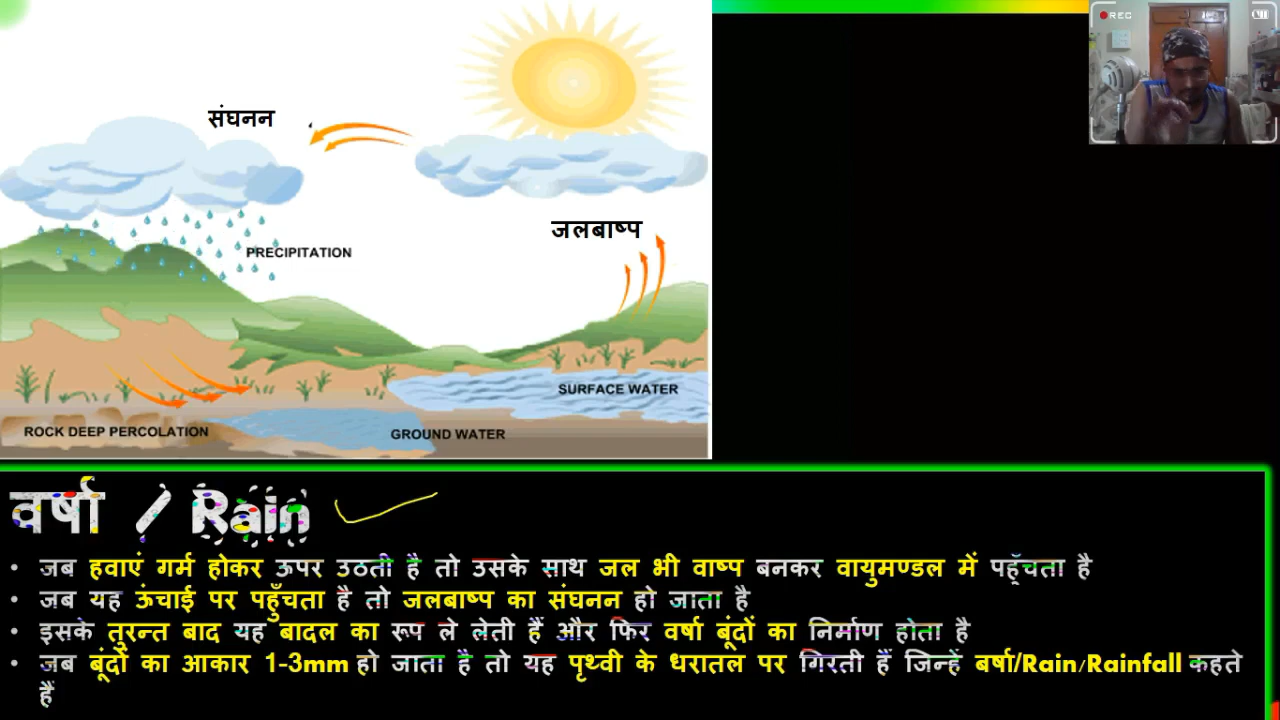 REC
संघनन
जलबाष्प
PRECIPITATION
SURFACE WATER
ROCK DEEP PERCOLATION
GROUND WATER
वर्षा / Rain
• जब हवाएं गर्म होकर ऊपर उठती है तो उसके साथ जल भी वाष्प बनकर वायुमण्डल में पहुँचता है
• जब यह ऊंचाई पर पहुँचता है तो जलबाष्प का संघनन हो जाता है
• इसके तुरन्त बाद यह बादल का रूप ले लेती हैं और फिर वर्षा बूंदों का निर्माण होता है
• जब बूंदों का आकार 1-3mm हो जाता है तो यह पृथ्वी के धरातल पर गिरती हैं जिन्हें बर्षा/Rain/Rainfall कहते
हैं